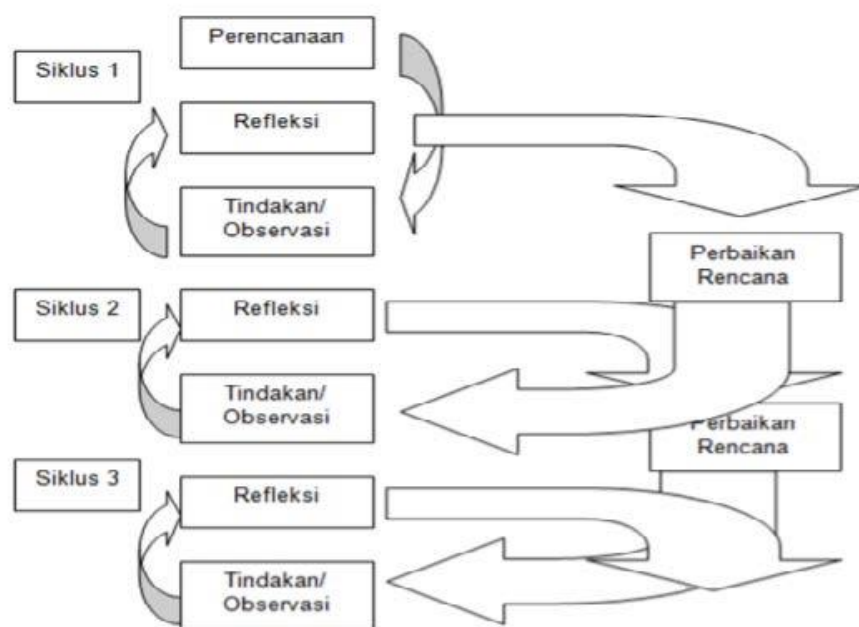 Siklus 1
Perencanaan
Refleksi
Tindakan/
Observasi
Perbaikan
Rencana
Siklus 2
Refleksi
Tindakan/
Observasi
Perbaikan
Rencana
Siklus 3
Refleksi
Tindakan/
Observasi